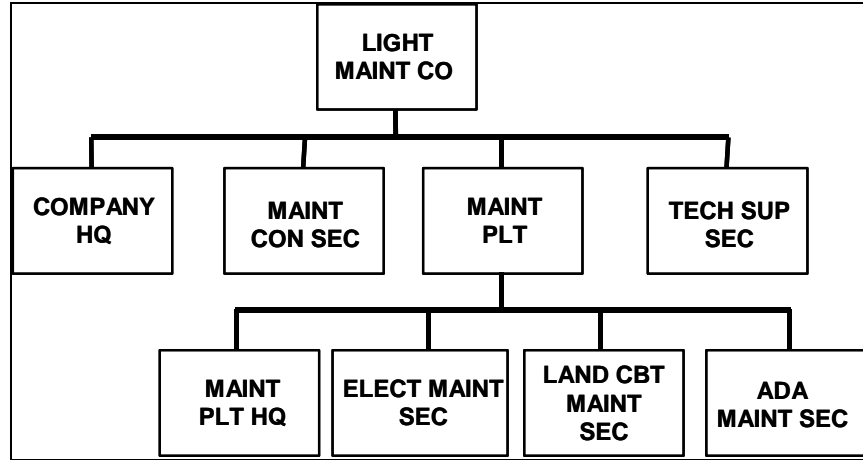 LIGHT
MAINT CO
COMPANY
HQ
MAINT
CON SEC
MAINT
PLT
TECH SUP
SEC
MAINT
PLT HQ
ELECT MAINT
SEC
LAND CBT
MAINT
SEC
ADA
MAINT SEC